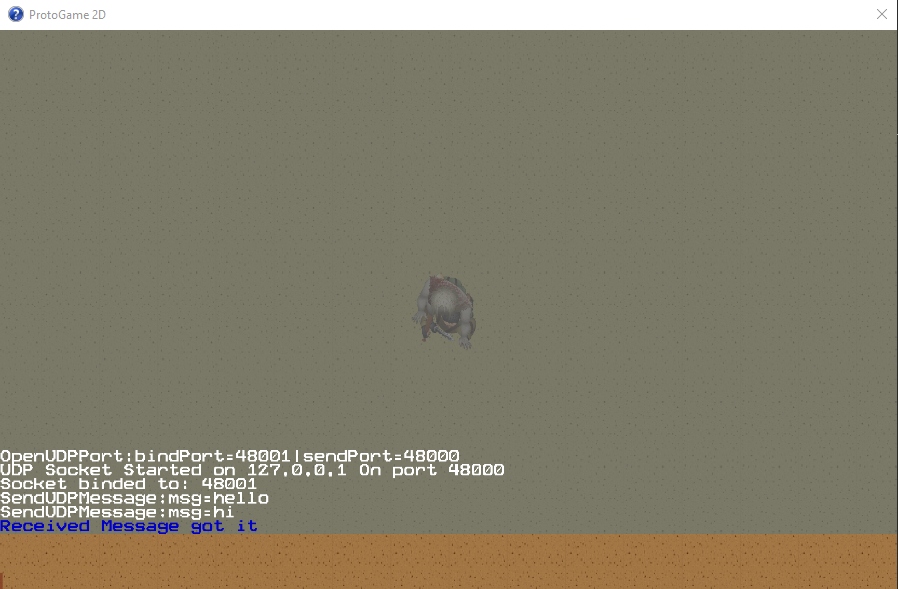 ProtoGame 2D
OpenUDPPort:bindPort=48001|sendPort=48000
UDP Socket Started on 127.0.0.1 On port 48000
Socket binded to: 48001
SendUDPMessage:msg=hello
SendUDPMessage:msg=hi
Received Message got it